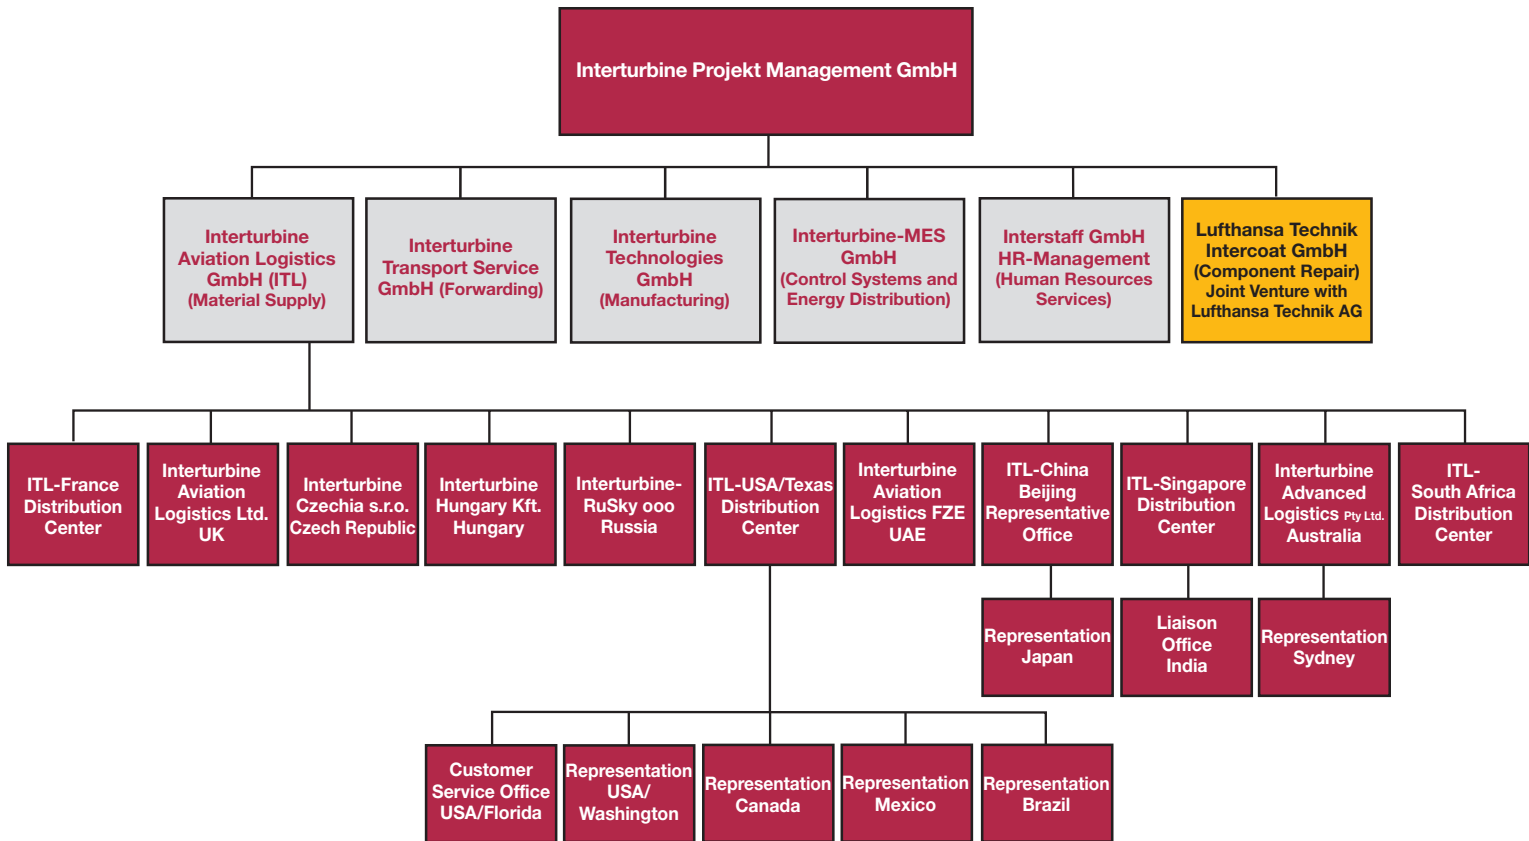 Interturbine Projekt Management GmbH
Interturbine
Aviation Logistics
GmbH (ITL)
(Material Supply)
Interturbine
Transport Service
GmbH (Forwarding)
Interturbine
Technologies
GmbH
(Manufacturing)
Interturbine-MES
GmbH
(Control Systems and
Energy Distribution)
Interstaff GmbH
HR-Management
(Human Resources
Services)
Lufthansa Technik
Intercoat GmbH
(Component Repair)
Joint Venture with
Lufthansa Technik AG
ITL-France
Distribution
Center
Interturbine
Aviation
Logistics Ltd.
UK
Interturbine
Czechia s.r.o.
Czech Republic
Interturbine
Hungary Kft.
Hungary
Interturbine-
RuSky ooo
Russia
ITL-USA/Texas
Distribution
Center
Interturbine
Aviation
Logistics FZE
UAE
ITL-China
Beijing
Representative
Office
ITL-Singapore
Distribution
Center
Interturbine
Advanced
Logistics Pty Ltd.
Australia
ITL-
South Africa
Distribution
Center
Representation
Japan
Liaison
Office
India
Representation
Sydney
Customer
Service Office
USA/Florida
Representation
USA/
Washington
Representation
Canada
Representation
Mexico
Representation
Brazil